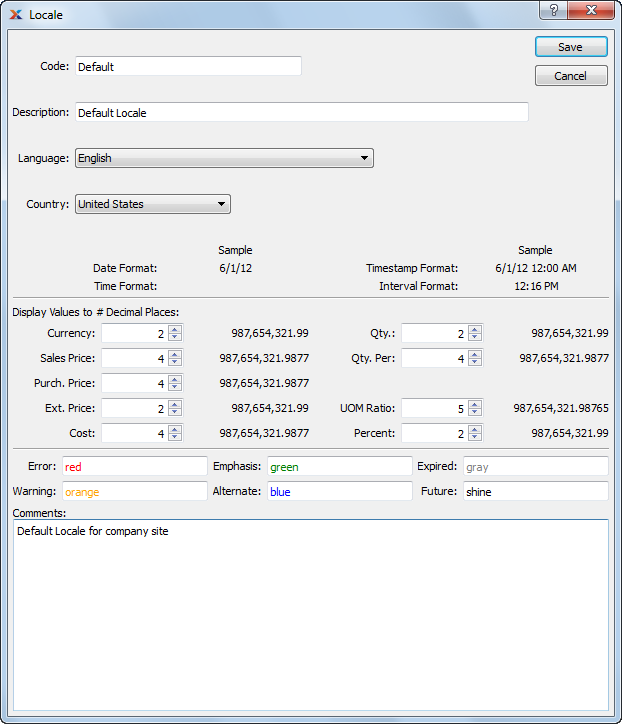 Locale
Save
Code: Default
Cancel
Description: Default Locale
Language: English
Country: United States
Sample Sample
Date Format: 6/1/12 Timestamp Format: 6/1/12 12:00 AM
Time Format: Interval Format: 12:16 PM
Display Values to # Decimal Places:
Currency: 2 987,654,321.99 Qty.: 2 987,654,321.99
Sales Price: 4 987,654,321.9877 Qty. Per: 4 987,654,321.9877
Purch. Price: 4 987,654,321.9877
Ext. Price: 2 987,654,321.99 UOM Ratio: 5 987,654,321.98765
Cost: 4 987,654,321.9877 Percent: 2 987,654,321.99
Error: red Emphasis: green Expired: gray
Warning: orange Alternate: blue Future: shine
Comments:
Default Locale for company site